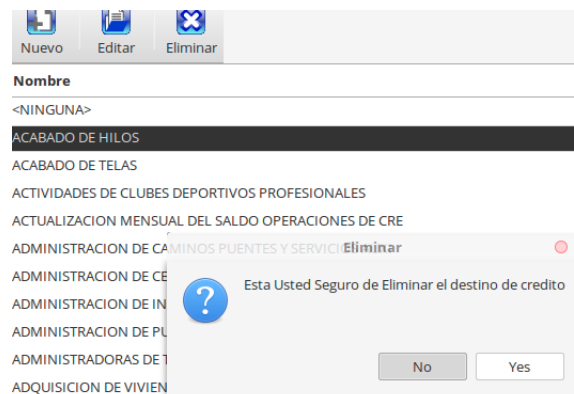 Nuevo Editar Eliminar
Nombre
<NINGUNA>
ACABADO DE HILOS
ACABADO DE TELAS
ACTIVIDADES DE CLUBES DEPORTIVOS PROFESIONALES
ACTUALIZACION MENSUAL DEL SALDO OPERACIONES DE CRE
ADMINISTRACION DE CAMINOS PUENTES Y
Eliminar
ADMINISTRACION DE CE
Esta Usted Seguro de Eliminar el destino de credito
ADMINISTRACION DE IN
ADMINISTRACION DE PU
ADMINISTRADORAS DE T
No Yes
ADQUISICION DE VIVIEN